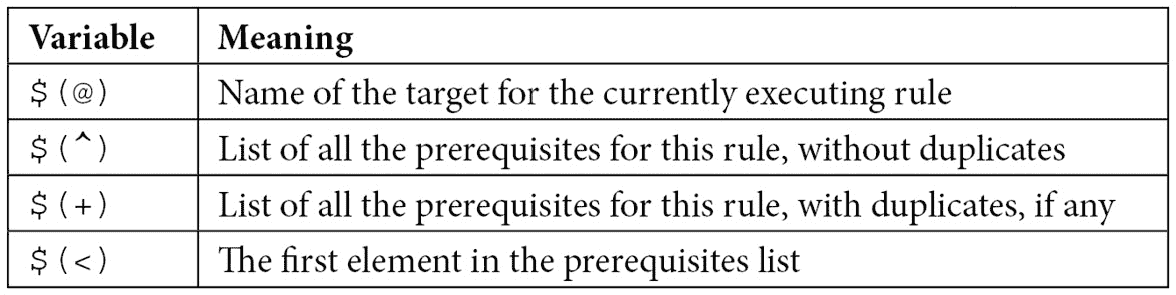 Variable Meaning
$(@) Name of the target for the currently executing rule
$(^) List of all the prerequisites for this rule, without duplicates
$(+) List of all the prerequisites for this rule, with duplicates, if any
$(<) The first element in the prerequisites list